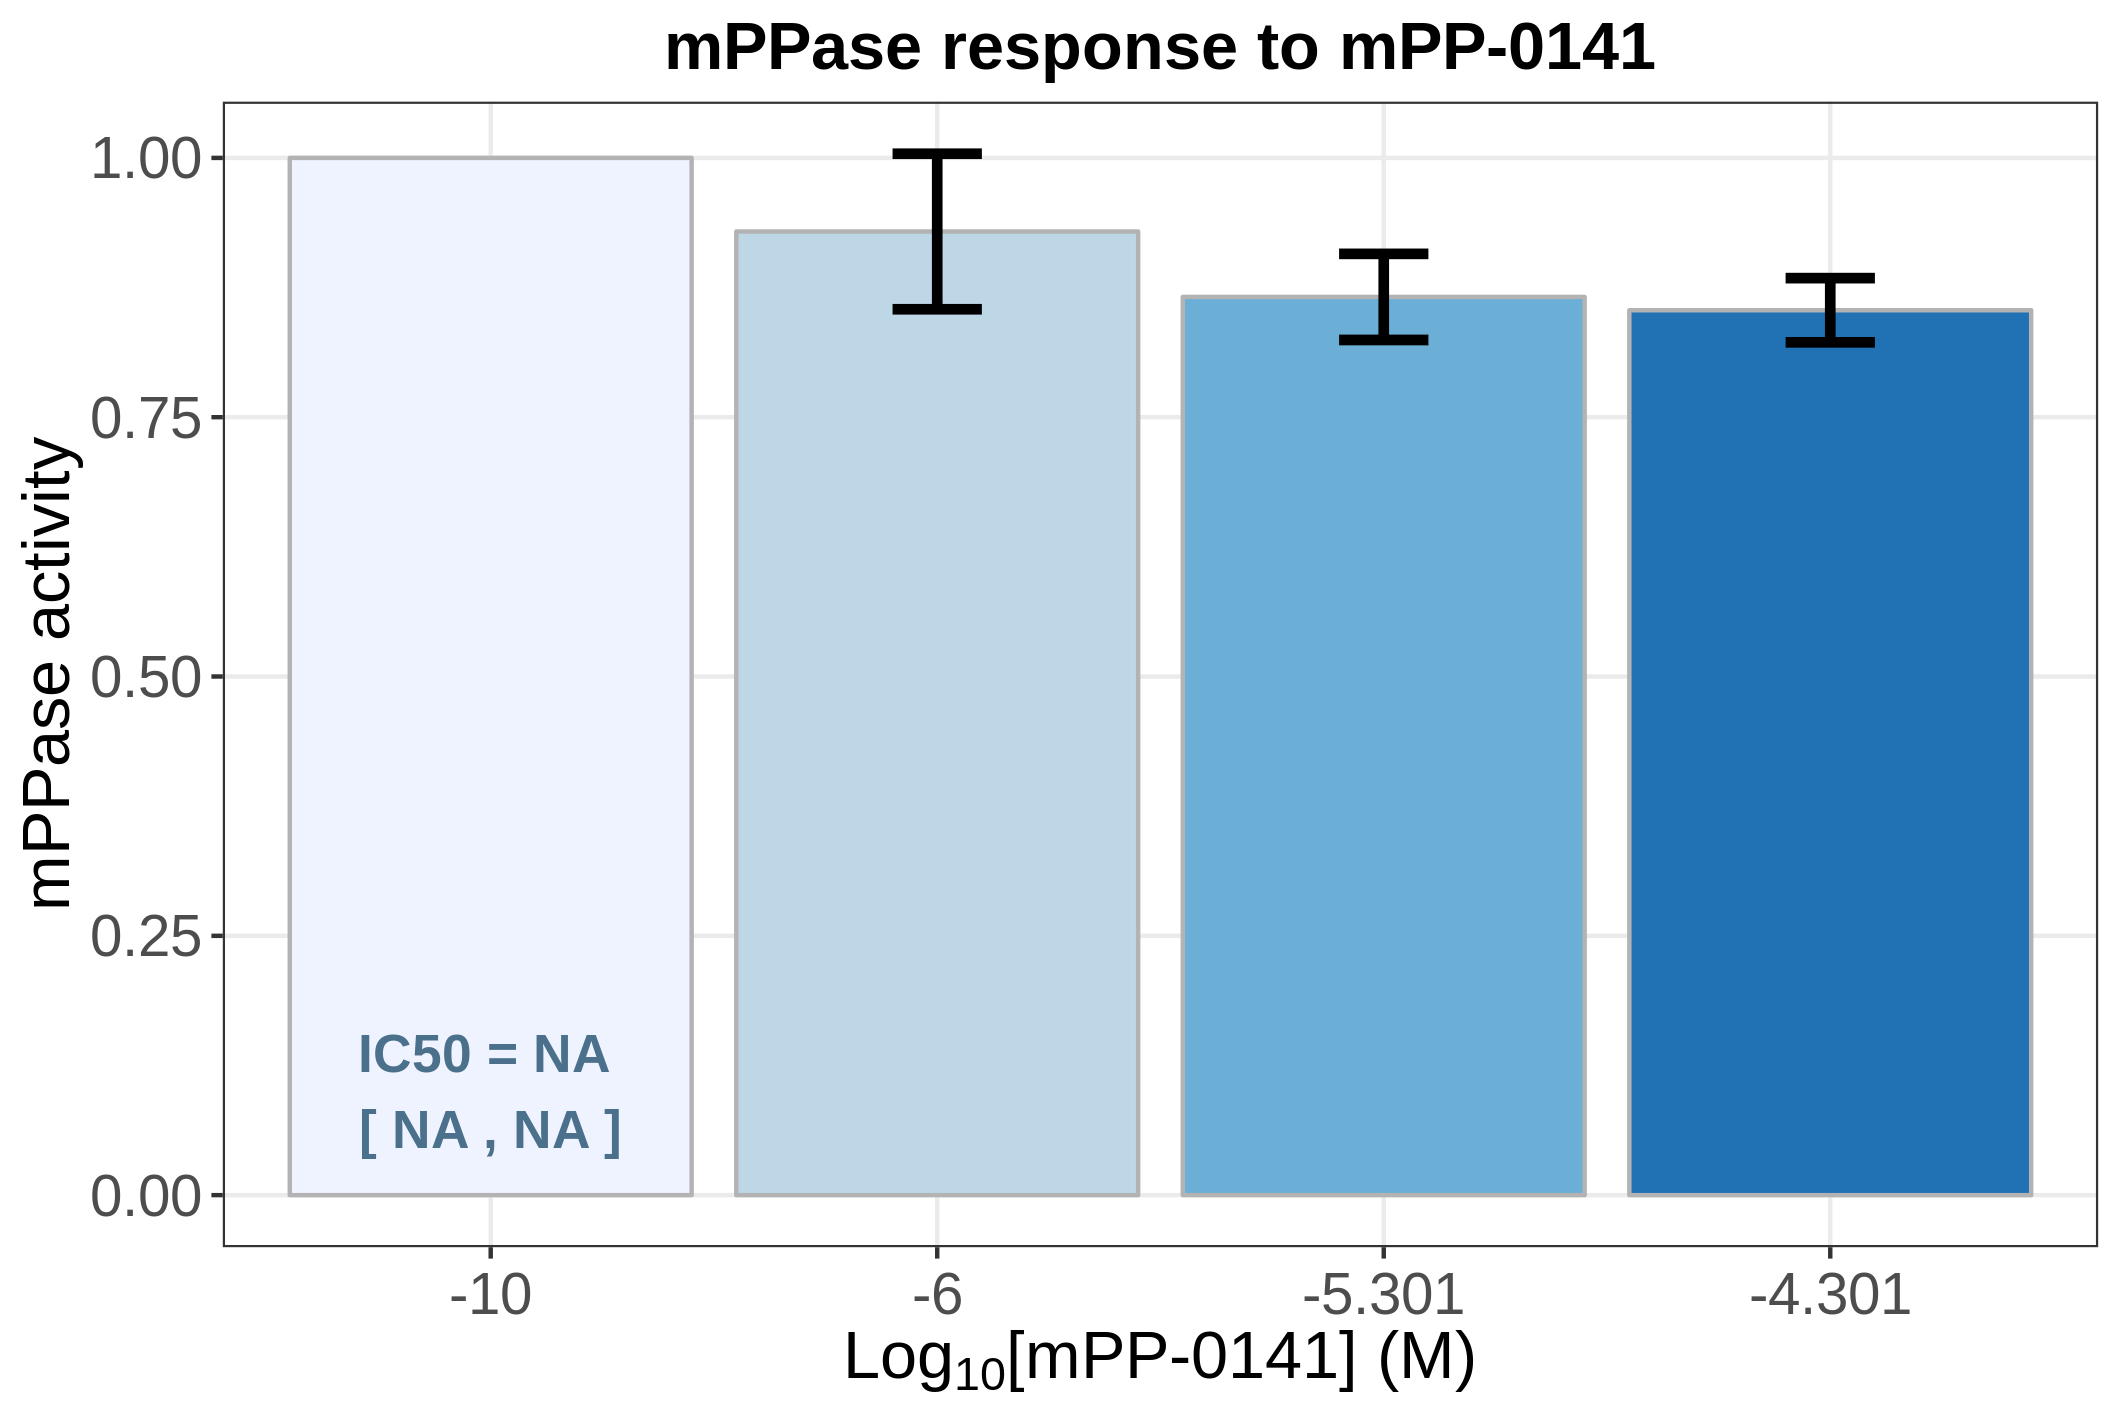 mPPase response to mPP-0141
mPPase activity
1.00
0.75
0.50
0.25
0.00
IC50 = NA
[ NA , NA ]
-10
-6
-5.301
-4.301
Log₁₀[mPP-0141] (M)